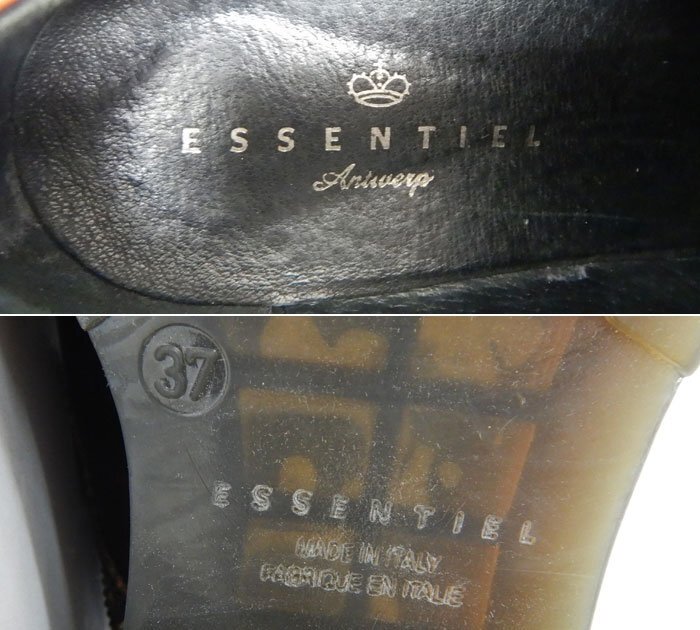 ESSENTIEL
Antwerp
37
ESSENTIEL
MADE IN ITALY
FABRIQUE EN ITALIE